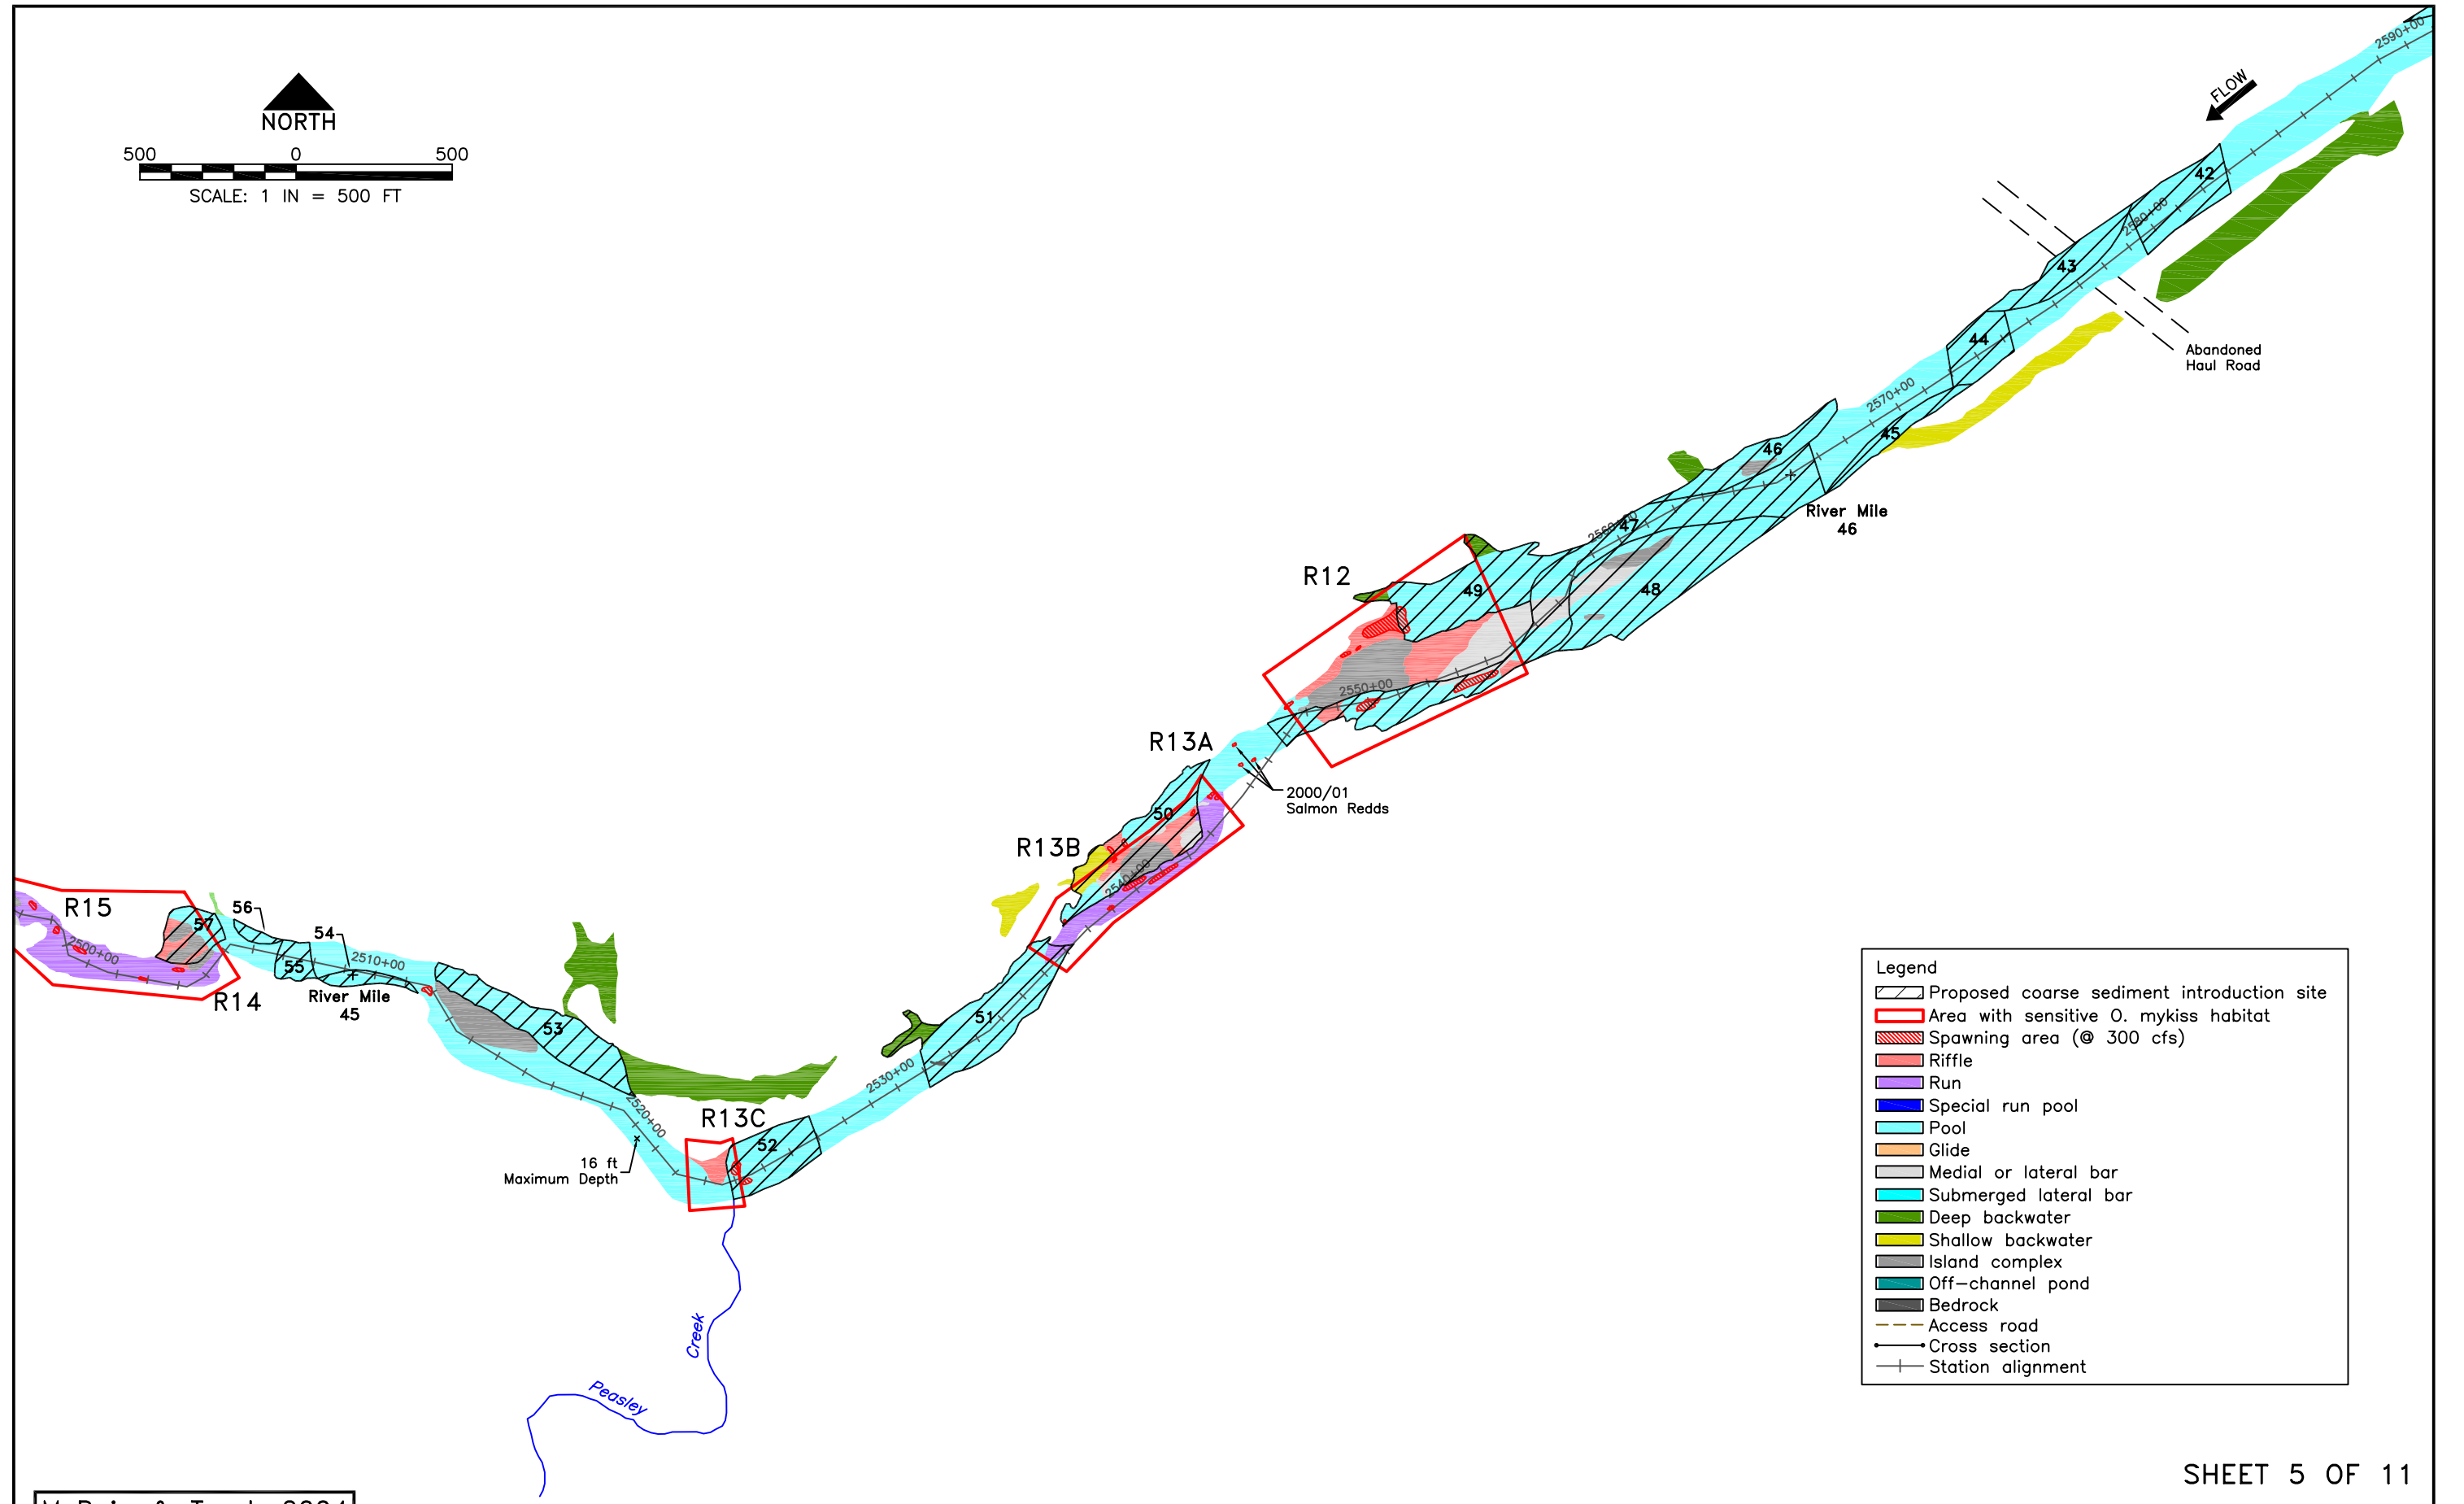 NORTH
500 0 500
SCALE: 1 IN = 500 FT
2590+00
FLOW
42
2580+00
43
44
Abandoned
Haul Road
2570+00
45
46
River Mile
46
47
2560+00
48
49
R12
2550+00
R13A
2000/01
Salmon Redds
50
R13B
2540+00
51
2530+00
R15
56
54
57
2500+00
55
2510+00
River Mile
45
R14
53
R13C
2520+00
52
16 ft
Maximum Depth
Creek
Peasley
Legend
Proposed coarse sediment introduction site
Area with sensitive O. mykiss habitat
Spawning area (@ 300 cfs)
Riffle
Run
Special run pool
Pool
Glide
Medial or lateral bar
Submerged lateral bar
Deep backwater
Shallow backwater
Island complex
Off-channel pond
Bedrock
Access road
Cross section
Station alignment
SHEET 5 OF 11